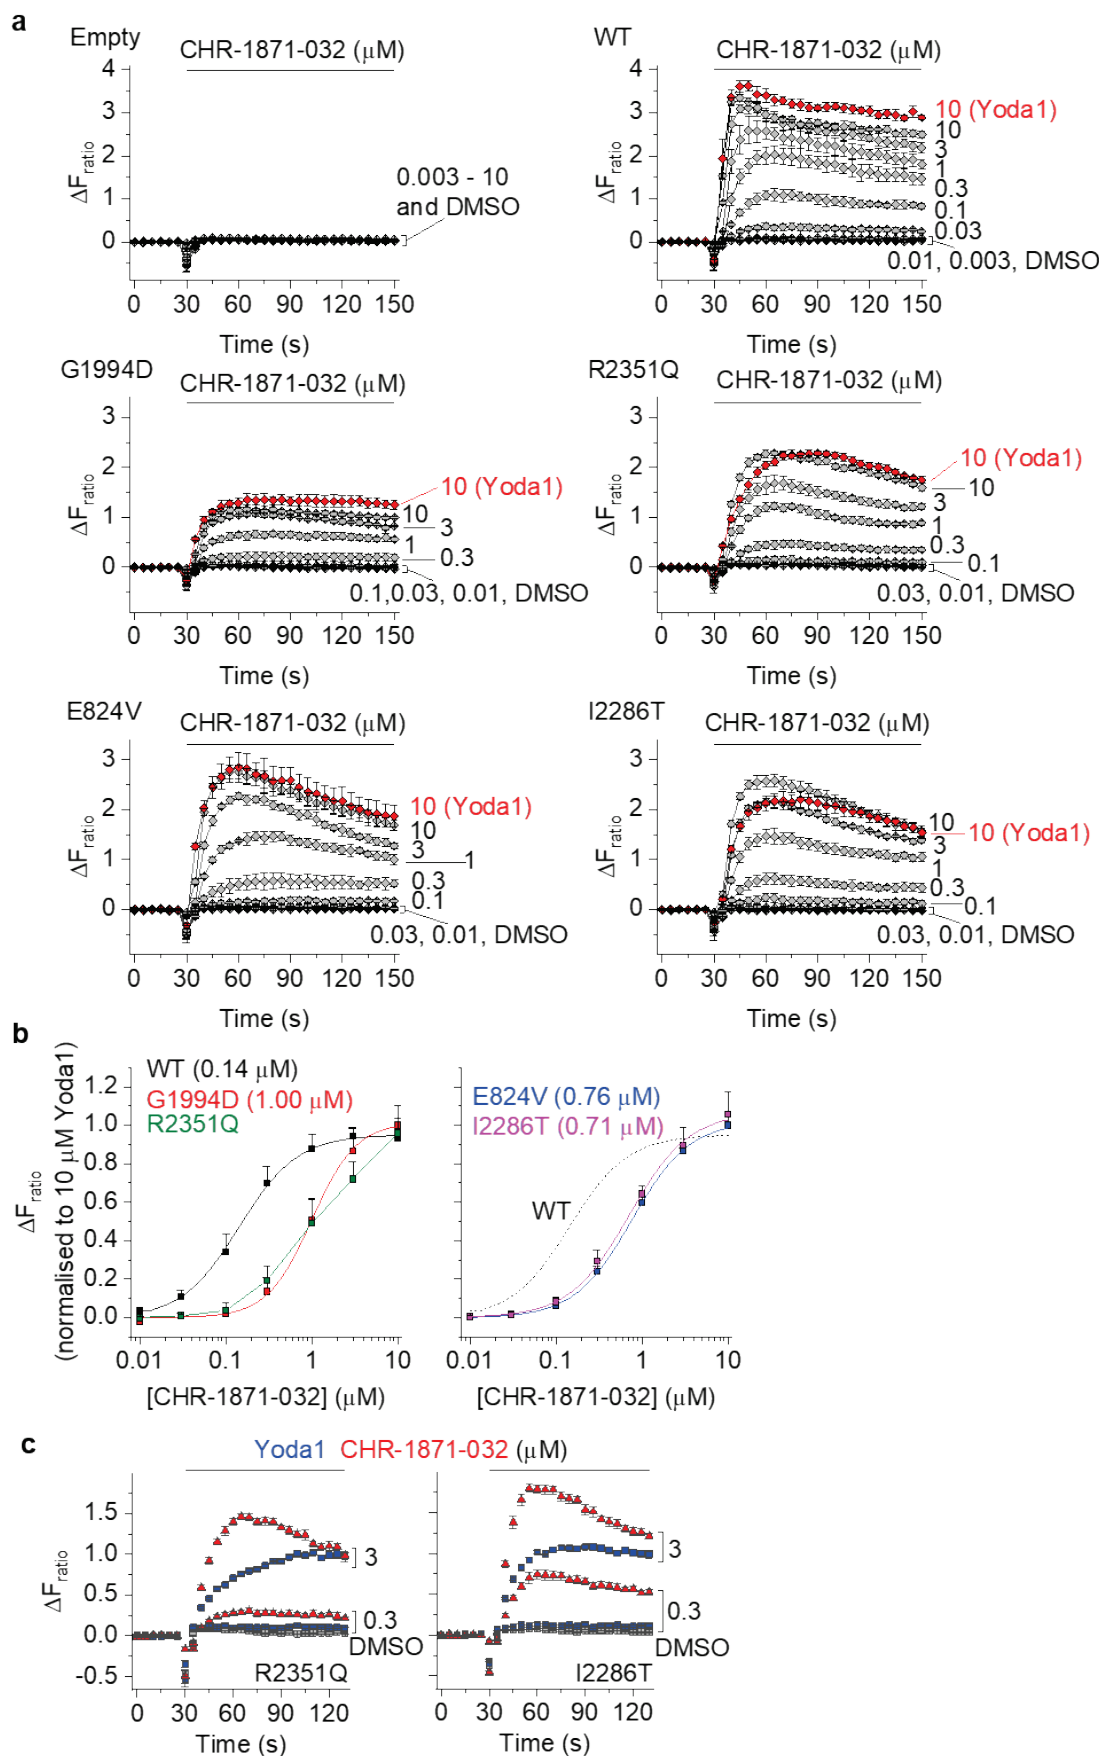 a
Empty
CHR-1871-032 (μM)
4
3
2
1
0
ΔFratio
0.003 - 10
and DMSO
0 30 60 90 120 150
Time (s)
WT
CHR-1871-032 (μM)
4
3
2
1
0
ΔFratio
10 (Yoda1)
10
3
1
0.3
0.1
0.03
0.01, 0.003, DMSO
0 30 60 90 120 150
Time (s)
G1994D
CHR-1871-032 (μM)
3
2
1
0
ΔFratio
10 (Yoda1)
10
3
1
0.3
0.1,0.03, 0.01, DMSO
0 30 60 90 120 150
Time (s)
R2351Q
CHR-1871-032 (μM)
3
2
1
0
ΔFratio
10 (Yoda1)
10
3
1
0.3
0.1
0.03, 0.01, DMSO
0 30 60 90 120 150
Time (s)
E824V
CHR-1871-032 (μM)
3
2
1
0
ΔFratio
10 (Yoda1)
10
3
1
0.3
0.1
0.03, 0.01, DMSO
0 30 60 90 120 150
Time (s)
I2286T
CHR-1871-032 (μM)
3
2
1
0
ΔFratio
10
10 (Yoda1)
3
1
0.3
0.1
0.03, 0.01, DMSO
0 30 60 90 120 150
Time (s)
b
ΔFratio
(normalised to 10 μM Yoda1)
WT (0.14 μM)
G1994D (1.00 μM)
R2351Q
1.2
1.0
0.8
0.6
0.4
0.2
0.0
0.01 0.1 1 10
[CHR-1871-032] (μM)
E824V (0.76 μM)
I2286T (0.71 μM)
WT
0.01 0.1 1 10
[CHR-1871-032] (μM)
c
Yoda1 CHR-1871-032 (μM)
1.5
1.0
0.5
0.0
-0.5
ΔFratio
3
0.3
DMSO
R2351Q
0 30 60 90 120
Time (s)
3
0.3
DMSO
I2286T
0 30 60 90 120
Time (s)